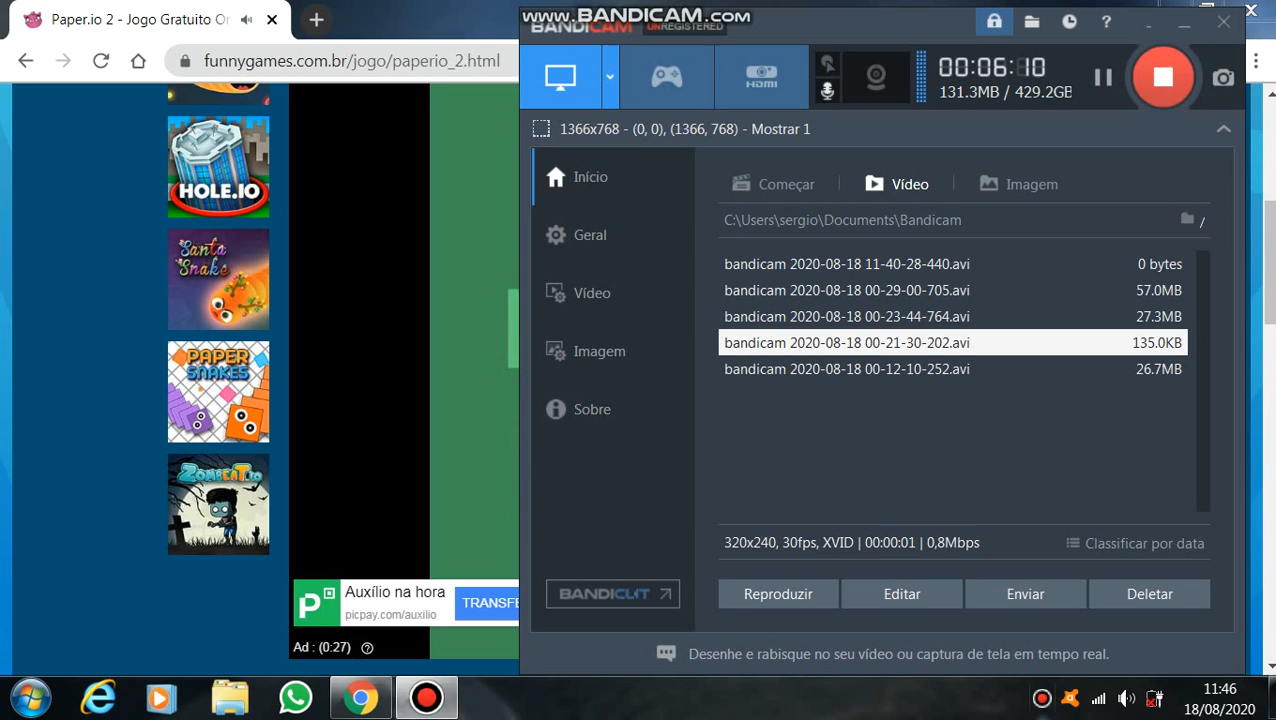 Paper.io 2 - Jogo Gratuito On
www.BANDICAM.com
BANDICAM UNREGISTERED
funnygames.com.br/jogo/paperio_2.html
HDMI
00:06:10
131.3MB / 429.2GB
1366x768 - (0, 0), (1366, 768) - Mostrar 1
HOLE.IO
Santa Snake
PAPER SNAKES
ZOMBEAT.IO
Início
Geral
Vídeo
Imagem
Sobre
BANDICUT
Começar
Vídeo
Imagem
C:\Users\sergio\Documents\Bandicam
/
bandicam 2020-08-18 11-40-28-440.avi 0 bytes
bandicam 2020-08-18 00-29-00-705.avi 57.0MB
bandicam 2020-08-18 00-23-44-764.avi 27.3MB
bandicam 2020-08-18 00-21-30-202.avi 135.0KB
bandicam 2020-08-18 00-12-10-252.avi 26.7MB
320x240, 30fps, XVID | 00:00:01 | 0,8Mbps
Classificar por data
Reproduzir
Editar
Enviar
Deletar
Auxílio na hora
picpay.com/auxilio
TRANSFE
Ad : (0:27)
Desenhe e rabisque no seu vídeo ou captura de tela em tempo real.
11:46
18/08/2020